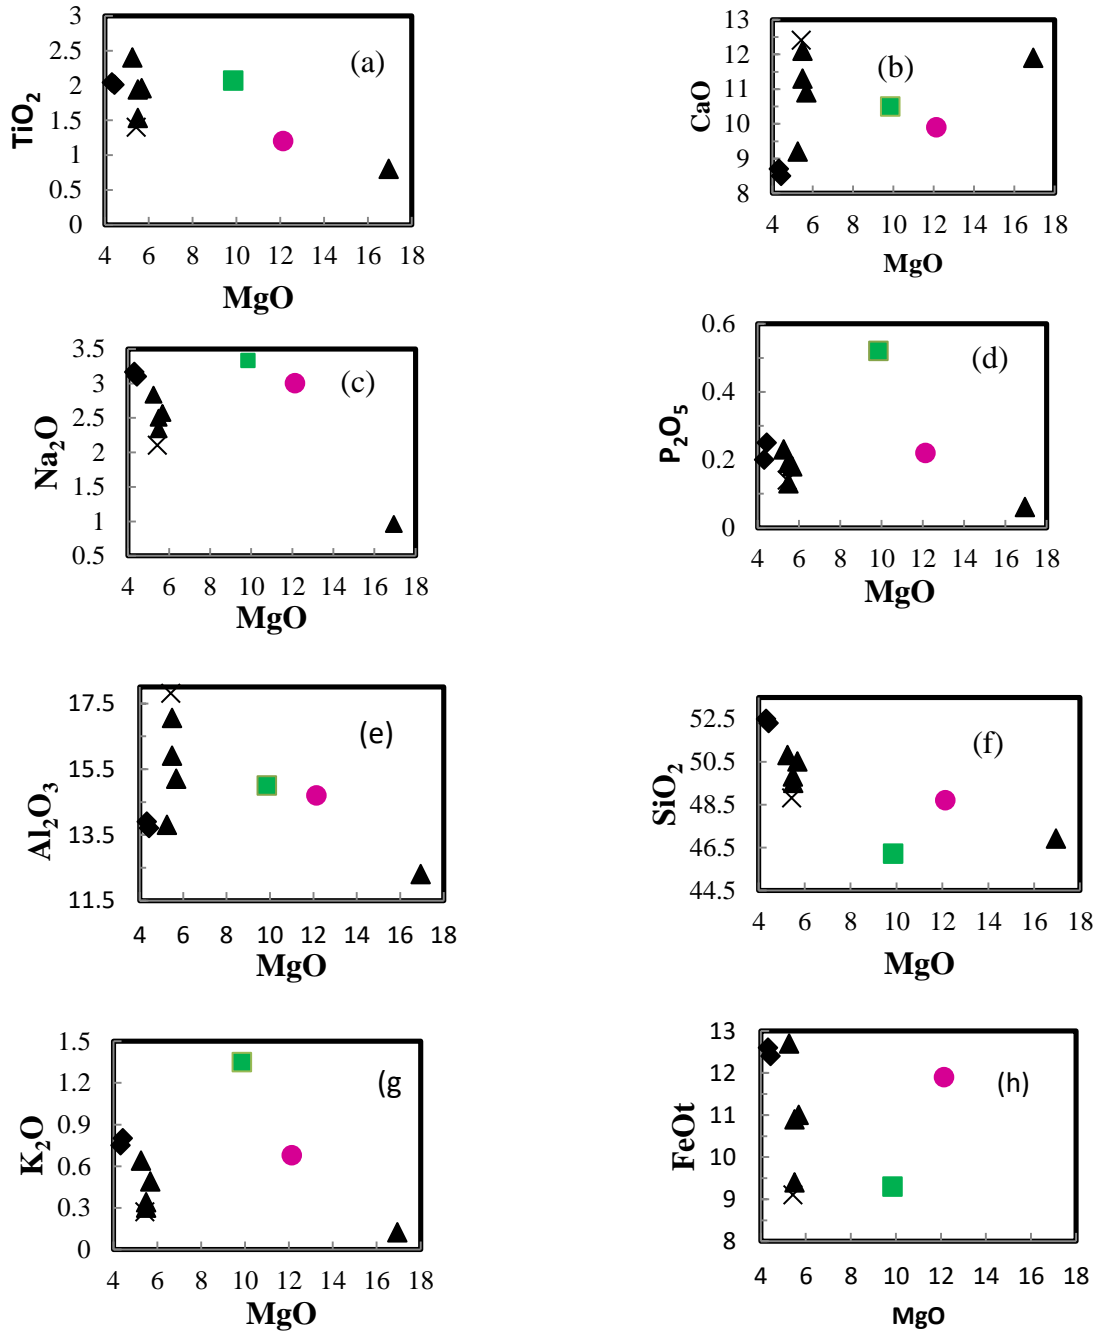 3
2.5
2
1.5
1
0.5
0
TiO2
(a)
4 6 8 10 12 14 16 18
MgO
13
12
11
10
9
8
CaO
(b)
4 6 8 10 12 14 16 18
MgO
3.5
3
2.5
2
1.5
1
0.5
Na2O
(c)
4 6 8 10 12 14 16 18
MgO
0.6
0.4
0.2
0
P2O5
(d)
4 6 8 10 12 14 16 18
MgO
17.5
15.5
13.5
11.5
Al2O3
(e)
4 6 8 10 12 14 16 18
MgO
52.5
50.5
48.5
46.5
44.5
SiO2
(f)
4 6 8 10 12 14 16 18
MgO
1.5
1.2
0.9
0.6
0.3
0
K2O
(g
4 6 8 10 12 14 16 18
MgO
13
12
11
10
9
8
FeOt
(h)
4 6 8 10 12 14 16 18
MgO